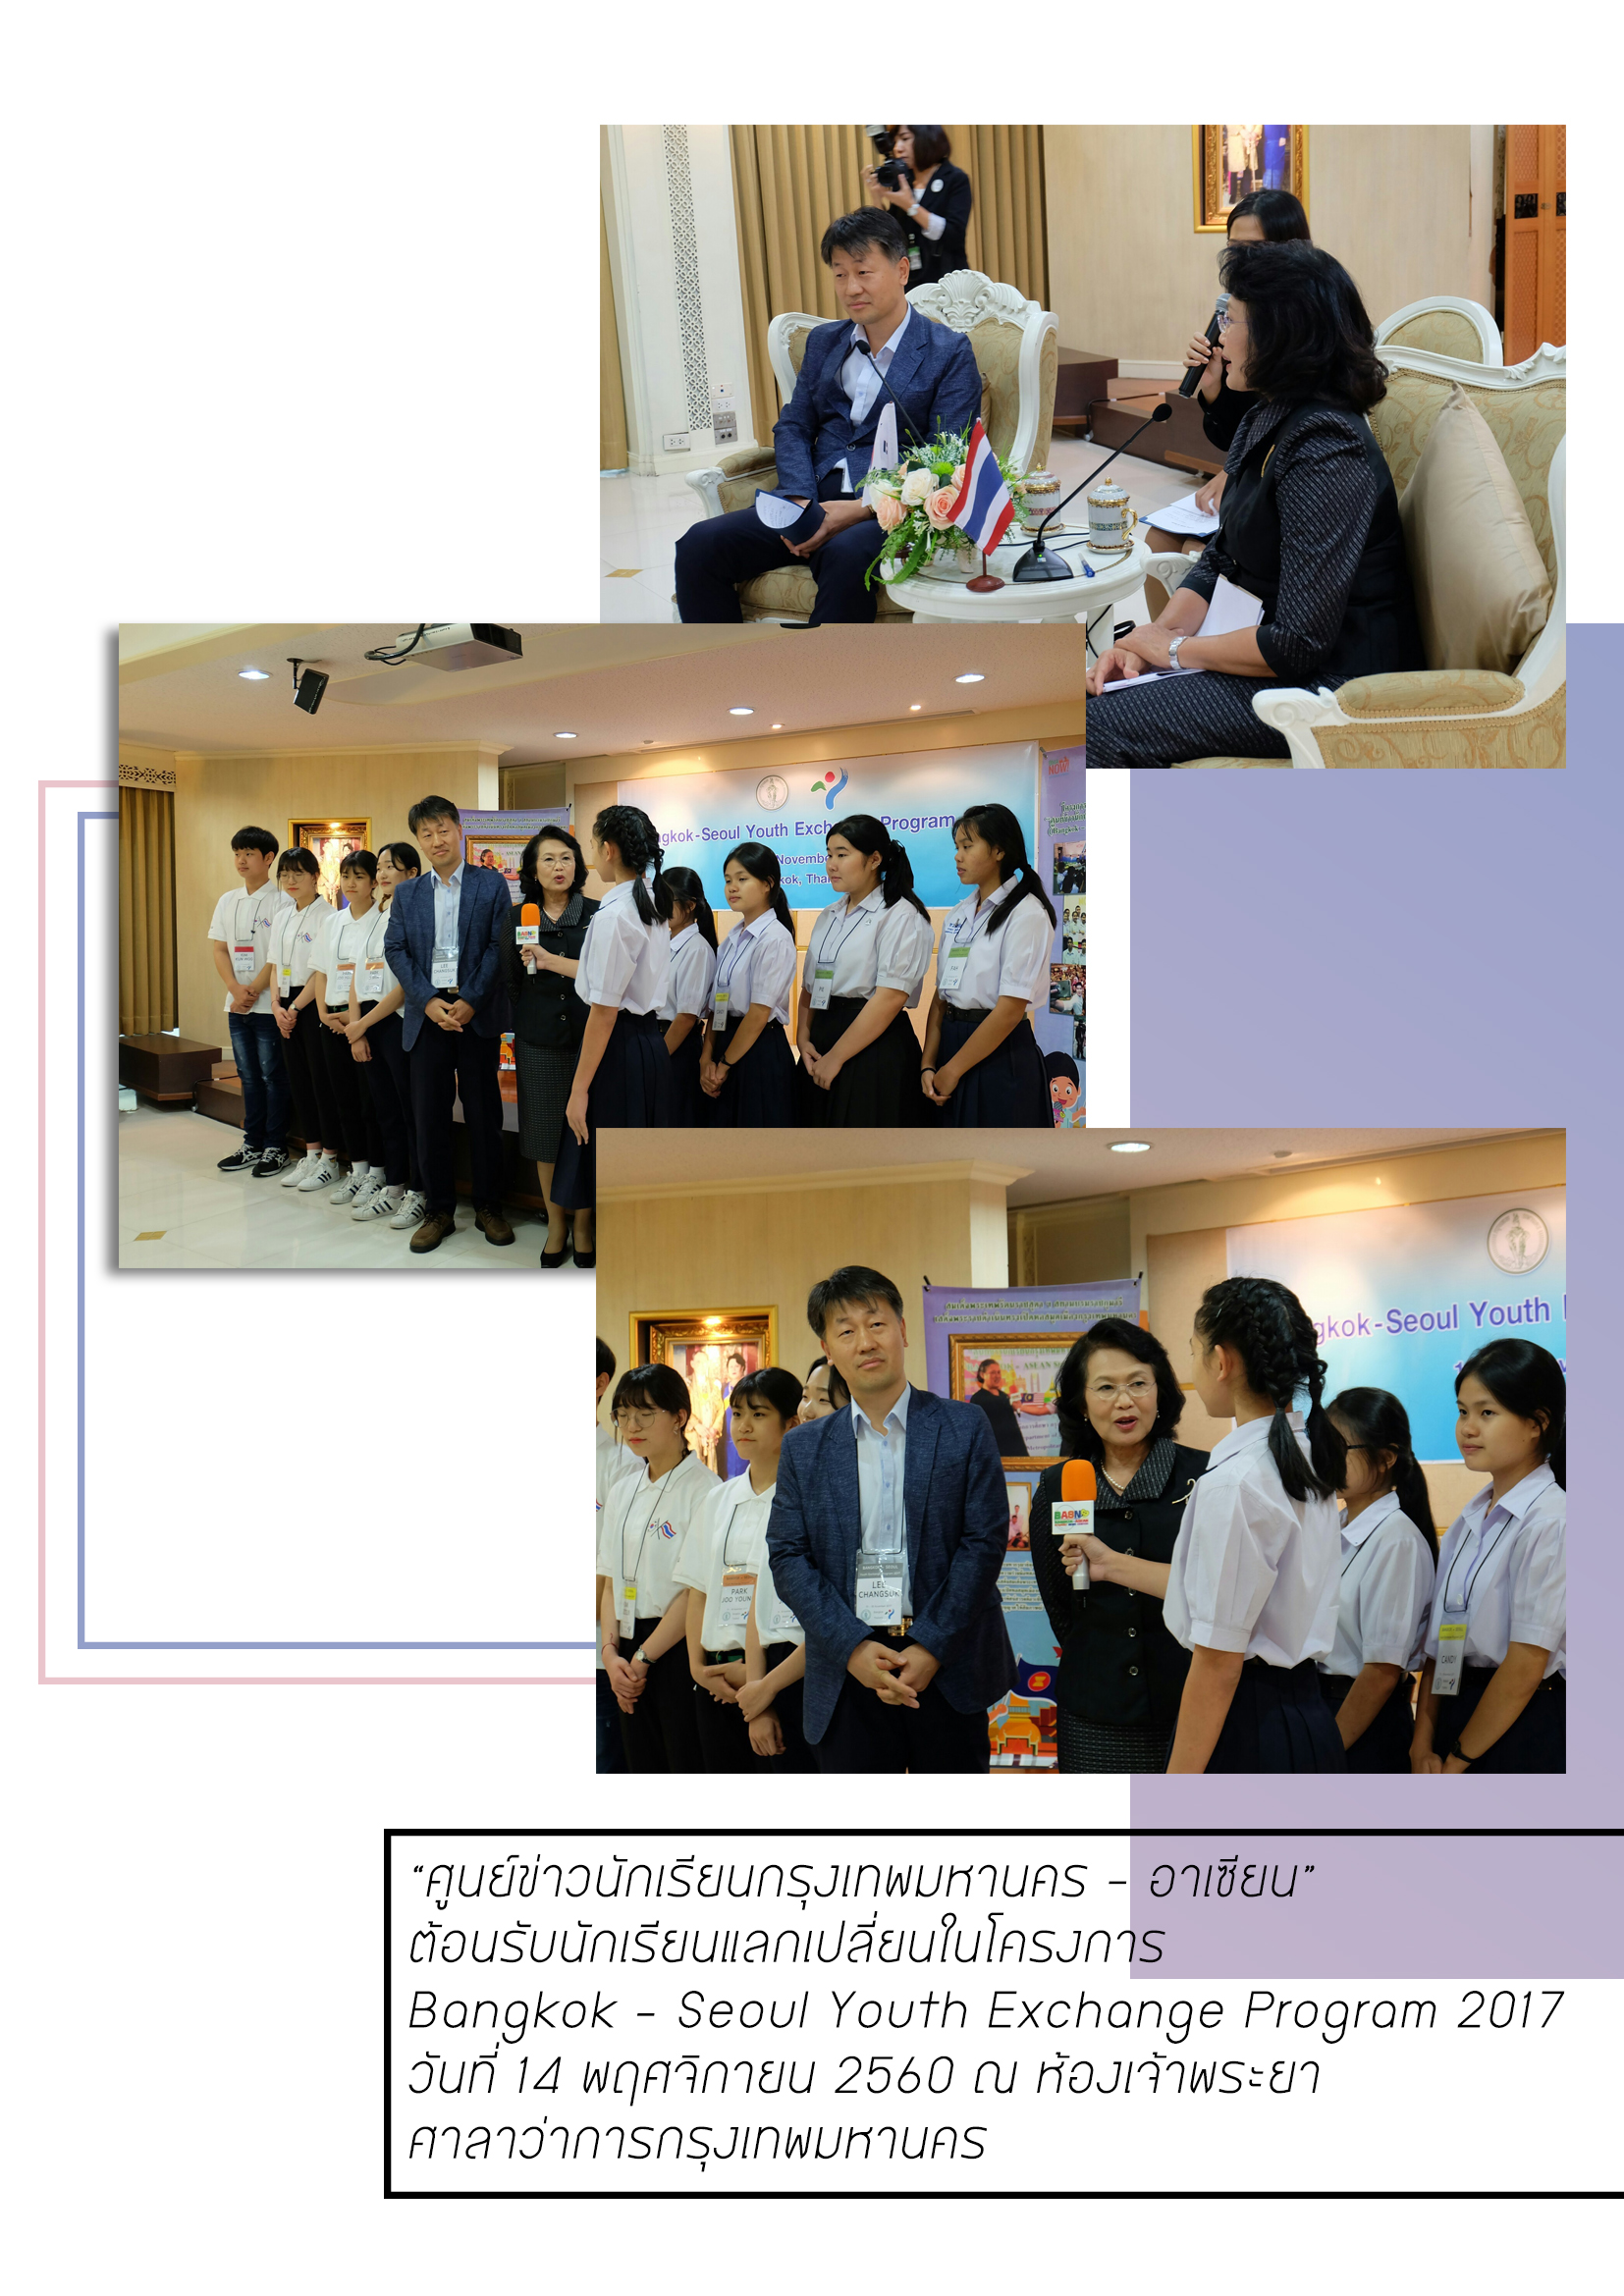 Bangkok-Seoul Youth Exchange Program
November
LEE
CHANGSUK
gkok-Seoul Youth
PARK
JOO YOUN
LEE
CHANGSUK
CANDY
“ศูนย์ข่าวนักเรียนกรุงเทพมหานคร - อาเซียน”
ต้อนรับนักเรียนแลกเปลี่ยนในโครงการ
Bangkok - Seoul Youth Exchange Program 2017
วันที่ 14 พฤศจิกายน 2560 ณ ห้องเจ้าพระยา
ศาลาว่าการกรุงเทพมหานคร